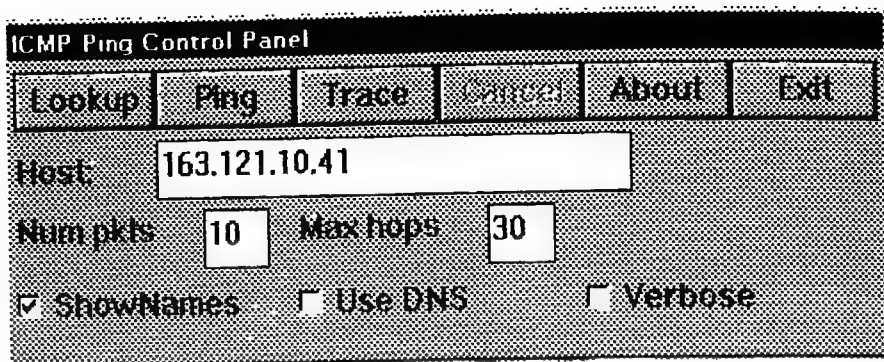 ICMP Ping Control Panel
Lookup Ping Trace Cancel About Exit
Host: 163.121.10.41
Num pkts 10 Max hops 30
ShowNames Use DNS Verbose